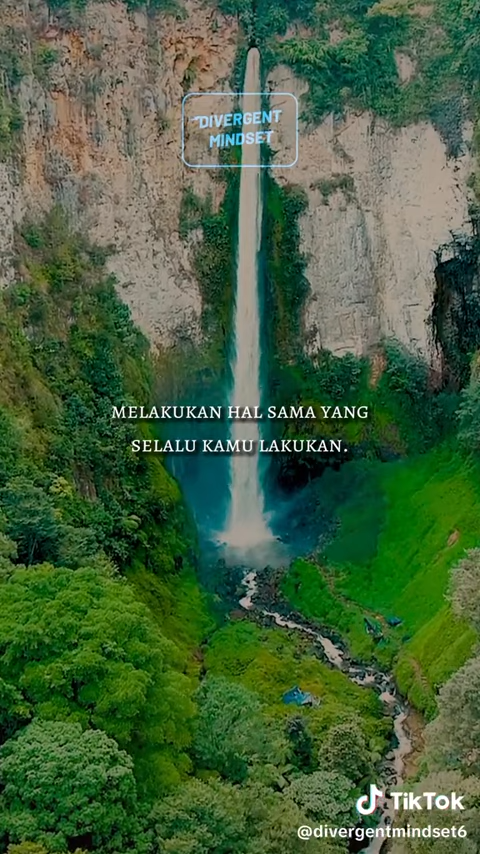 "DIVERGENT
MINDSET
MELAKUKAN HAL SAMA YANG
SELALU KAMU LAKUKAN.
TikTok
@divergentmindset6